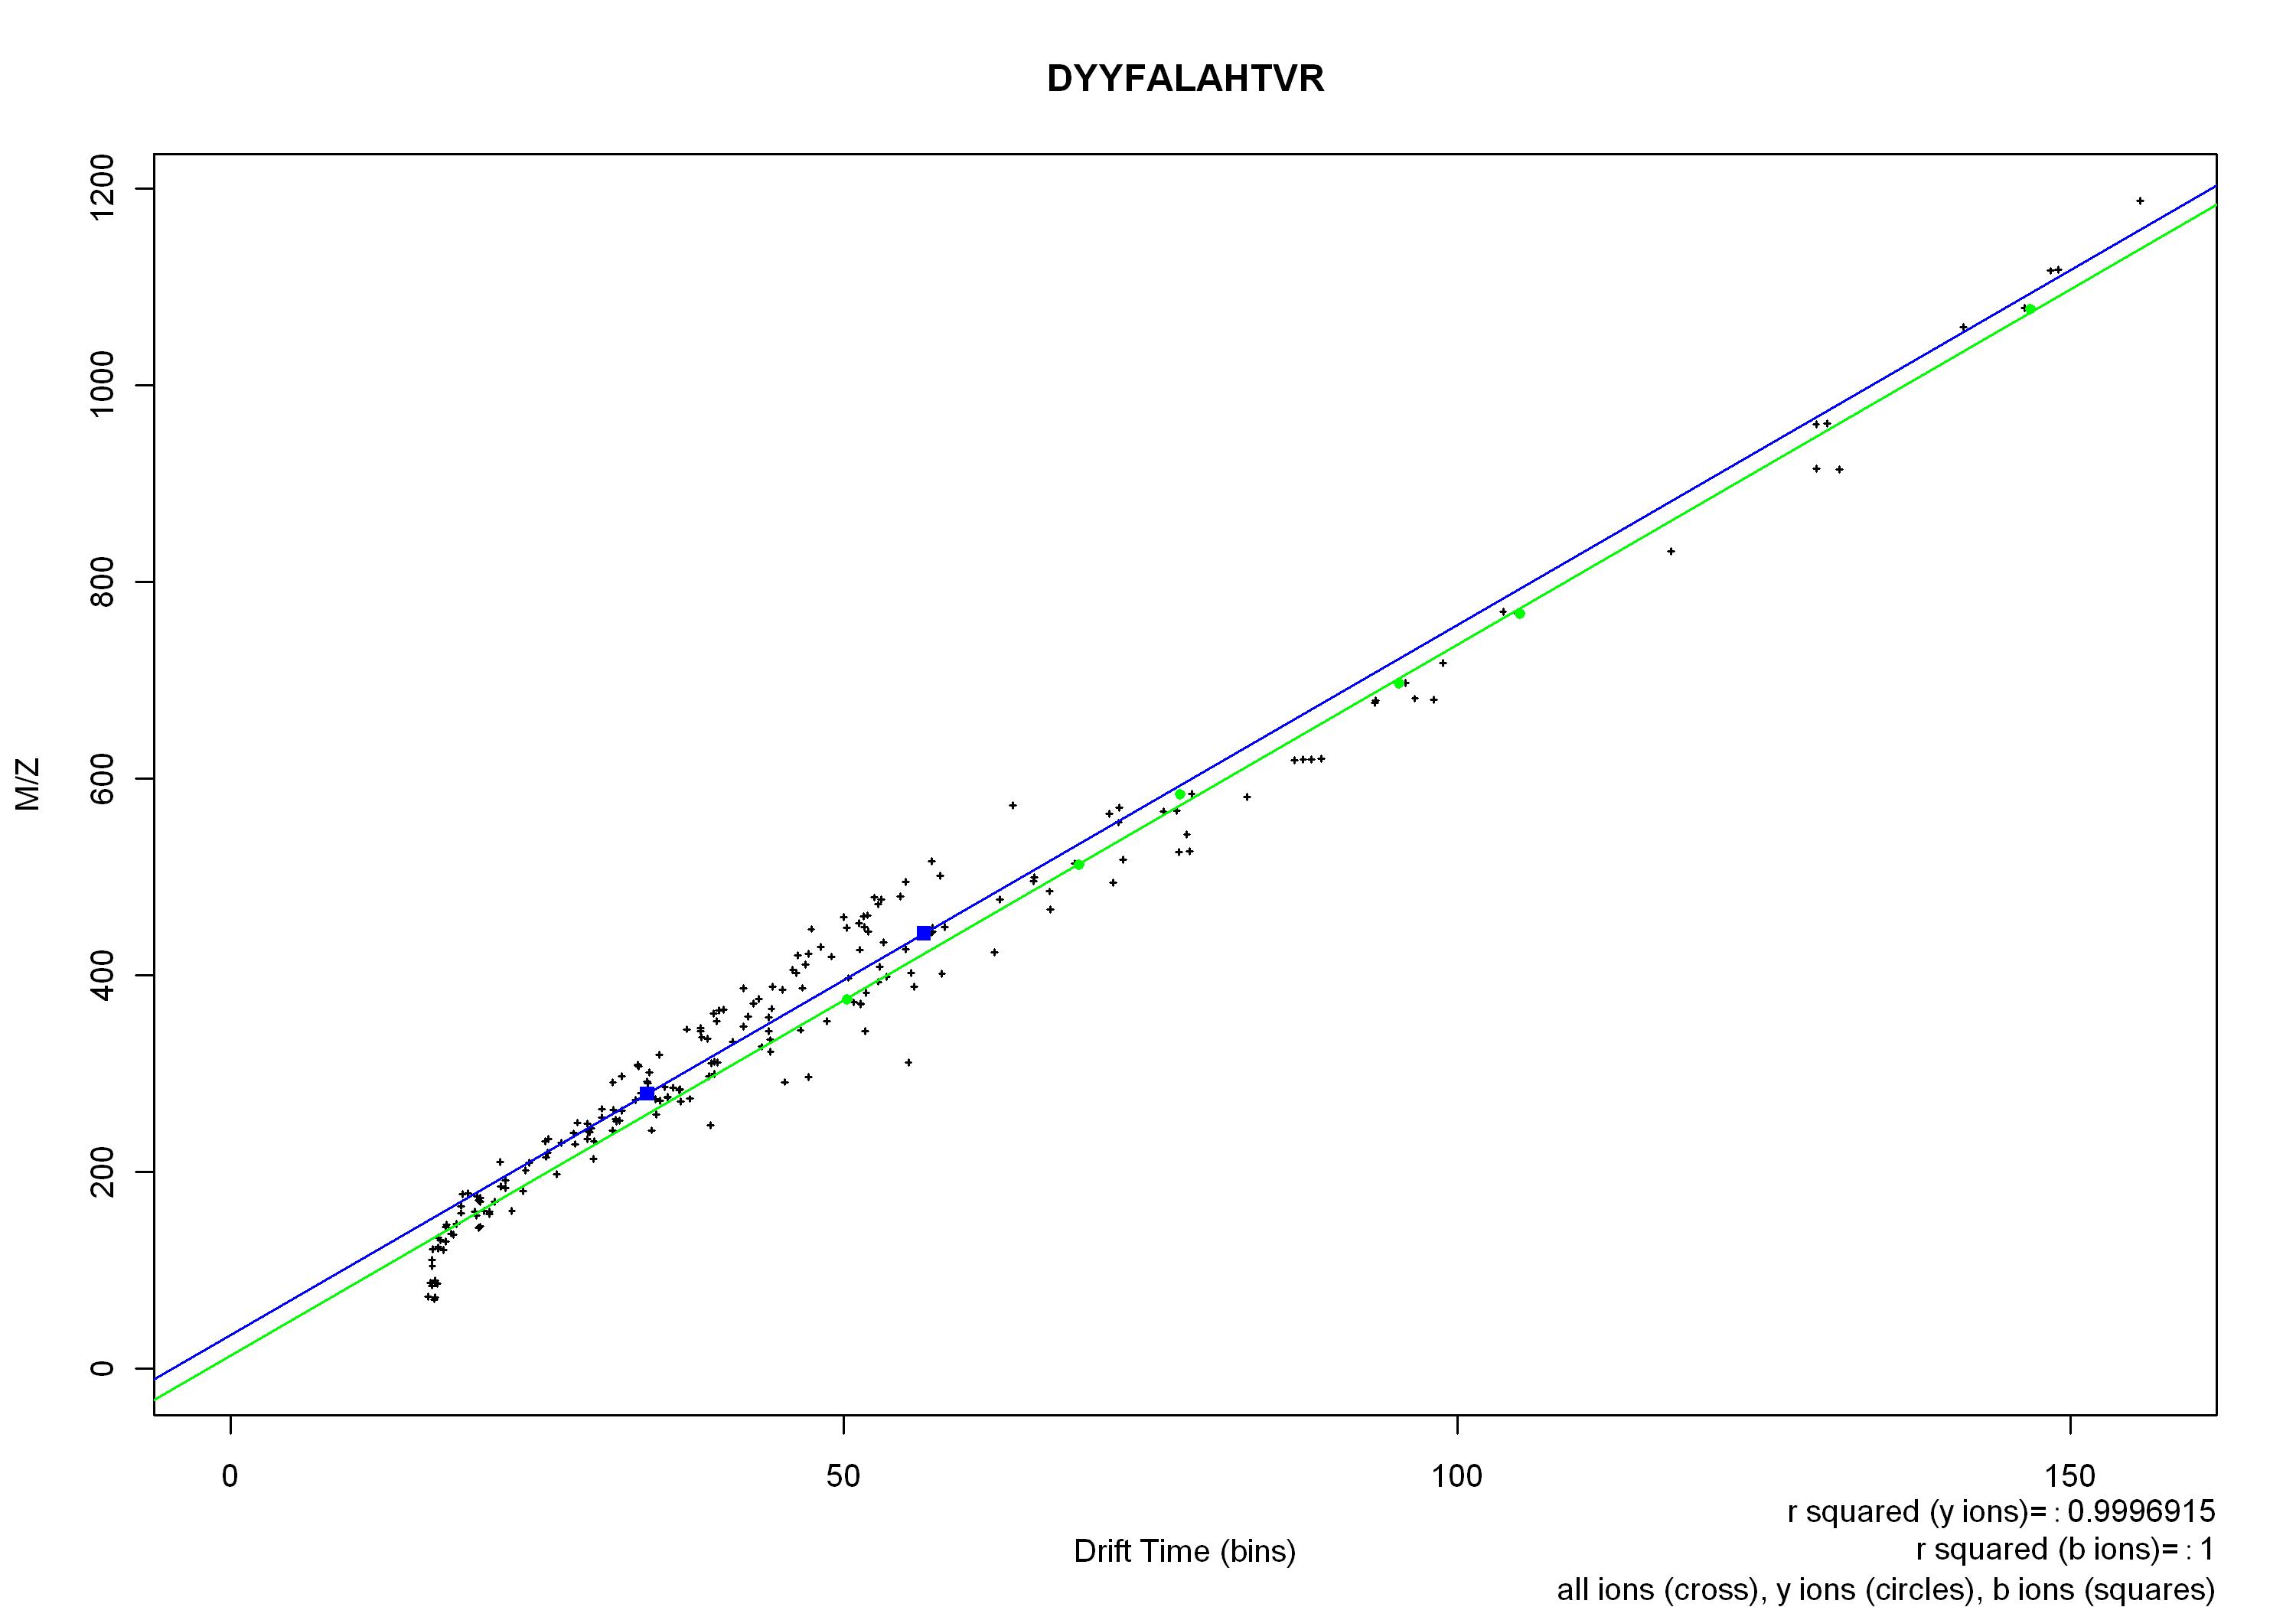 DYYFALAHTVR
1200
1000
800
600
400
200
0
M/Z
0 50 100 150
Drift Time (bins)
r squared (y ions)= : 0.9996915
r squared (b ions)= : 1
all ions (cross), y ions (circles), b ions (squares)